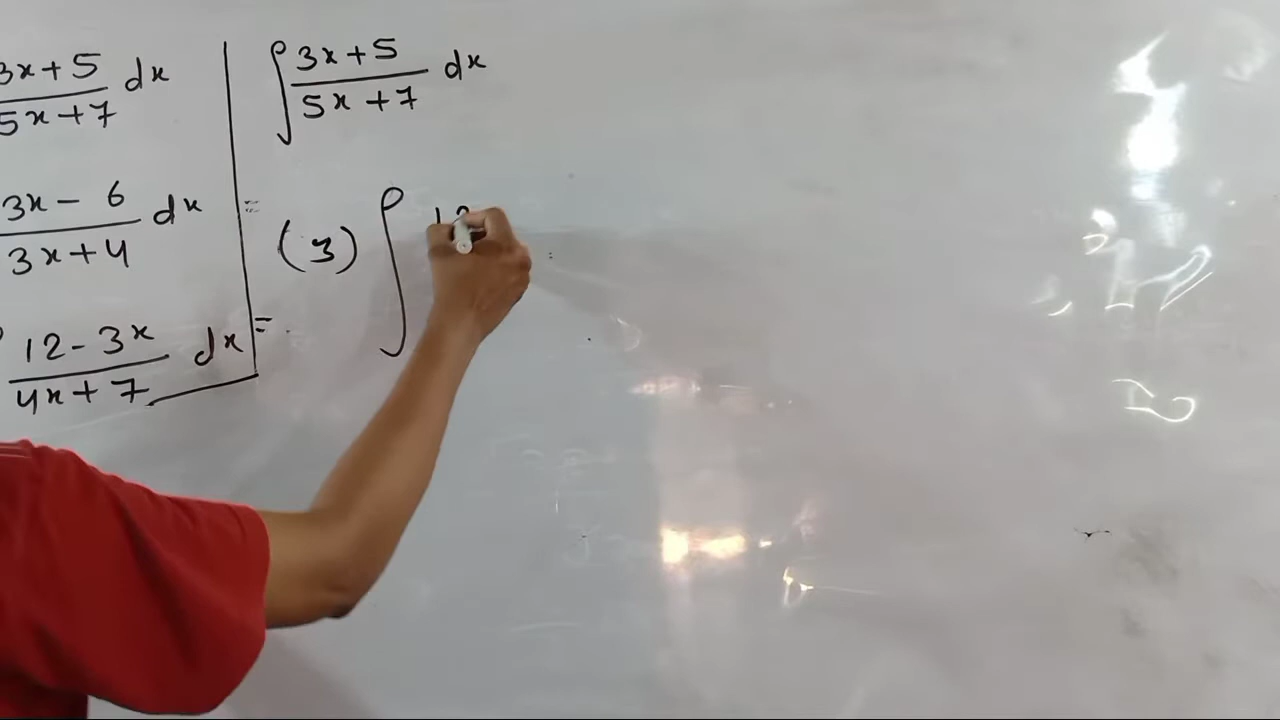 3x+5 dx
5x+7
3x-6 dx =
3x+4
12-3x dx =
4x+7
∫ 3x+5 dx
5x+7
(3) ∫ 1